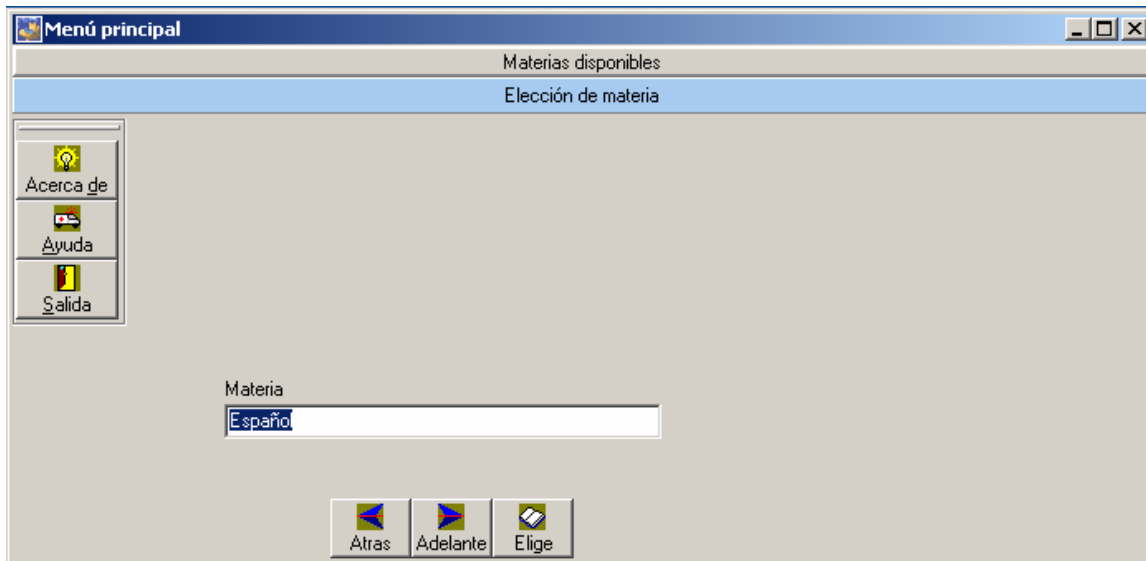 Menú principal
Materias disponibles
Elección de materia
Acerca de
Ayuda
Salida
Materia
Español
Atras Adelante Elige